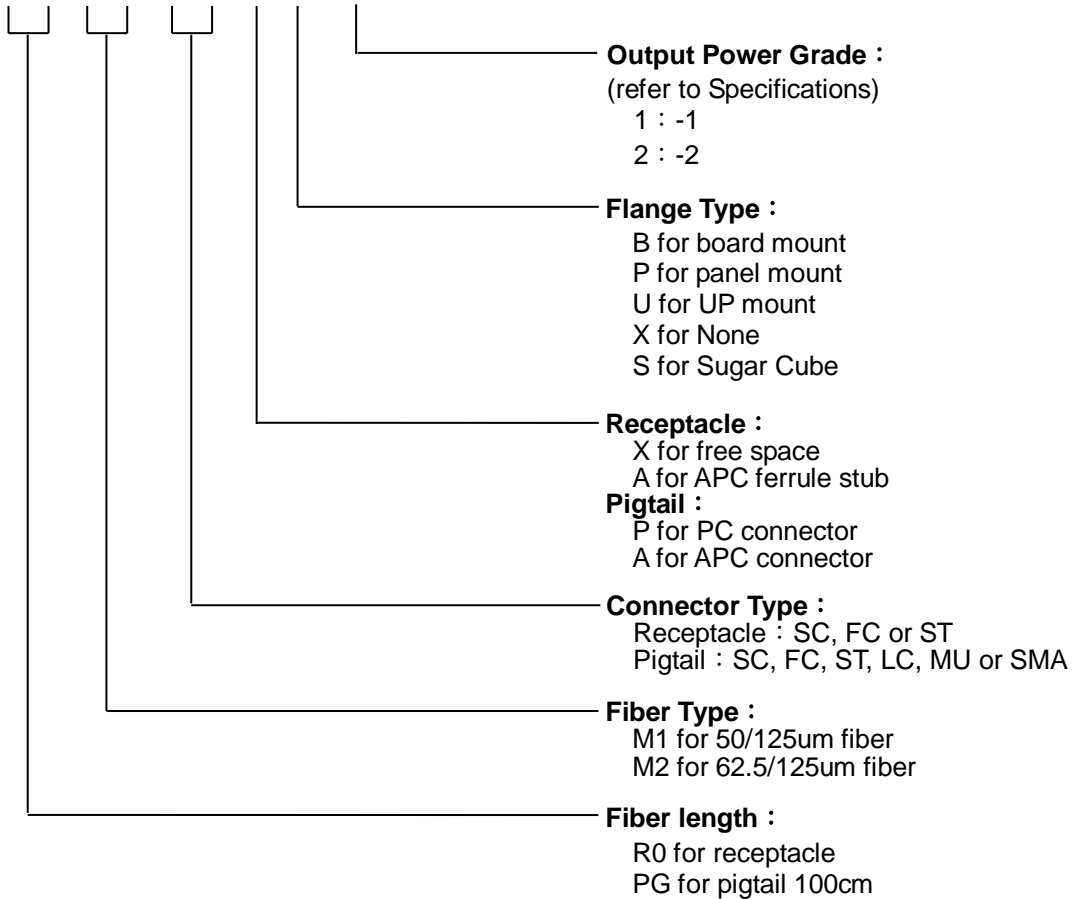 Output Power Grade：
(refer to Specifications)
1：-1
2：-2
Flange Type：
B for board mount
P for panel mount
U for UP mount
X for None
S for Sugar Cube
Receptacle：
X for free space
A for APC ferrule stub
Pigtail：
P for PC connector
A for APC connector
Connector Type：
Receptacle：SC, FC or ST
Pigtail：SC, FC, ST, LC, MU or SMA
Fiber Type：
M1 for 50/125um fiber
M2 for 62.5/125um fiber
Fiber length：
R0 for receptacle
PG for pigtail 100cm